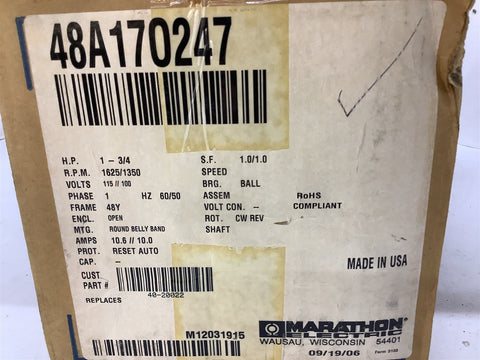 48A170247
H.P. 1 - 3/4 S.F. 1.0/1.0
R.P.M. 1625/1350 SPEED
VOLTS 115 // 100 BRG. BALL
PHASE 1 HZ 60/50 ASSEM RoHS
FRAME 48Y VOLT CON. - COMPLIANT
ENCL. OPEN ROT. CW REV
MTG. ROUND BELLY BAND SHAFT
AMPS 10.6 // 10.0
PROT. RESET AUTO
CAP. - MADE IN USA
CUST.
PART # 40-20022
REPLACES
M12031915
MARATHON
ELECTRIC
WAUSAU, WISCONSIN 54401
09/19/06